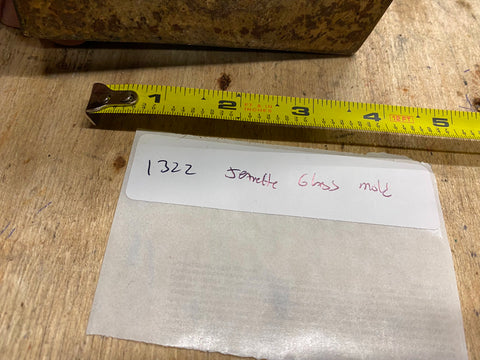 1 2 3 4 5
1322 Jennette Glass mold